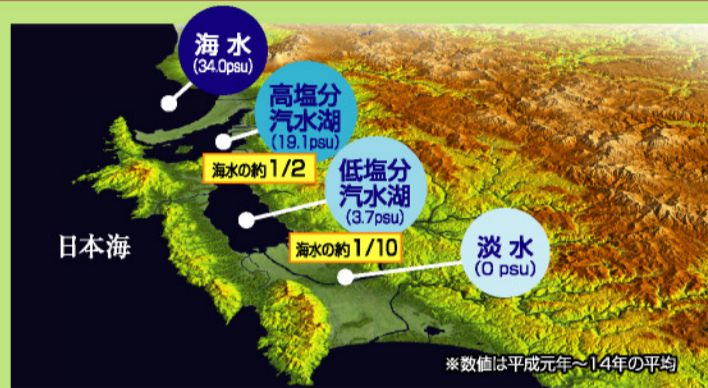 海水
(34.0psu)
高塩分
汽水湖
(19.1psu)
海水の約1/2
低塩分
汽水湖
(3.7psu)
日本海
海水の約1/10
淡水
(0 psu)
※数値は平成元年〜14年の平均